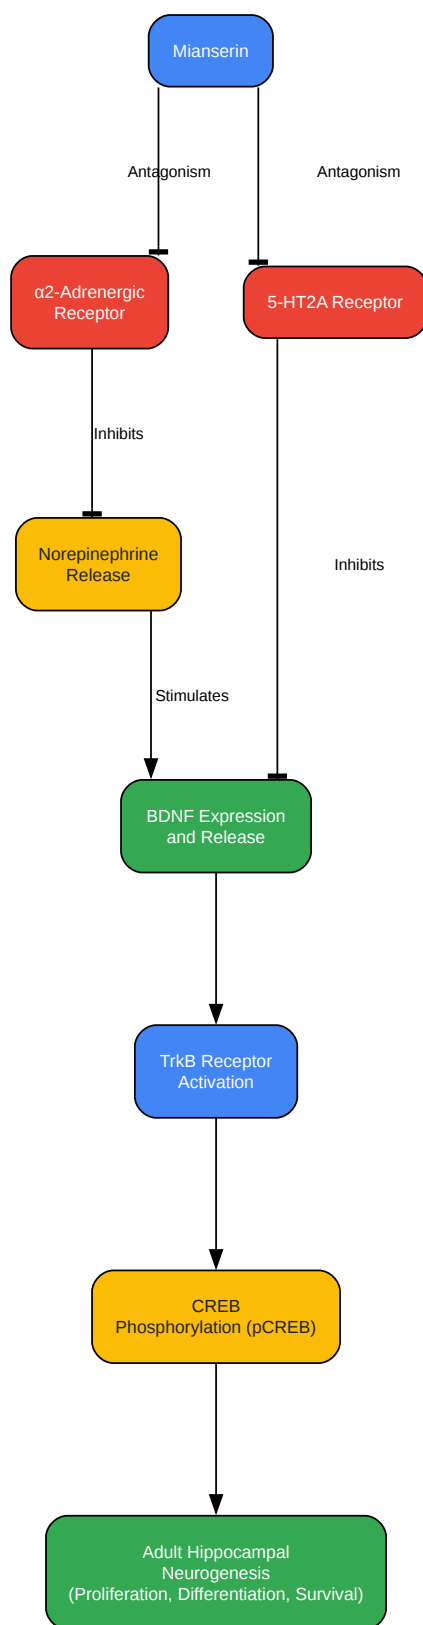 Mianserin
Antagonism
Antagonism
α2-Adrenergic
Receptor
5-HT2A Receptor
Inhibits
Norepinephrine
Release
Inhibits
Stimulates
BDNF Expression
and Release
TrkB Receptor
Activation
CREB
Phosphorylation (pCREB)
Adult Hippocampal
Neurogenesis
(Proliferation, Differentiation, Survival)